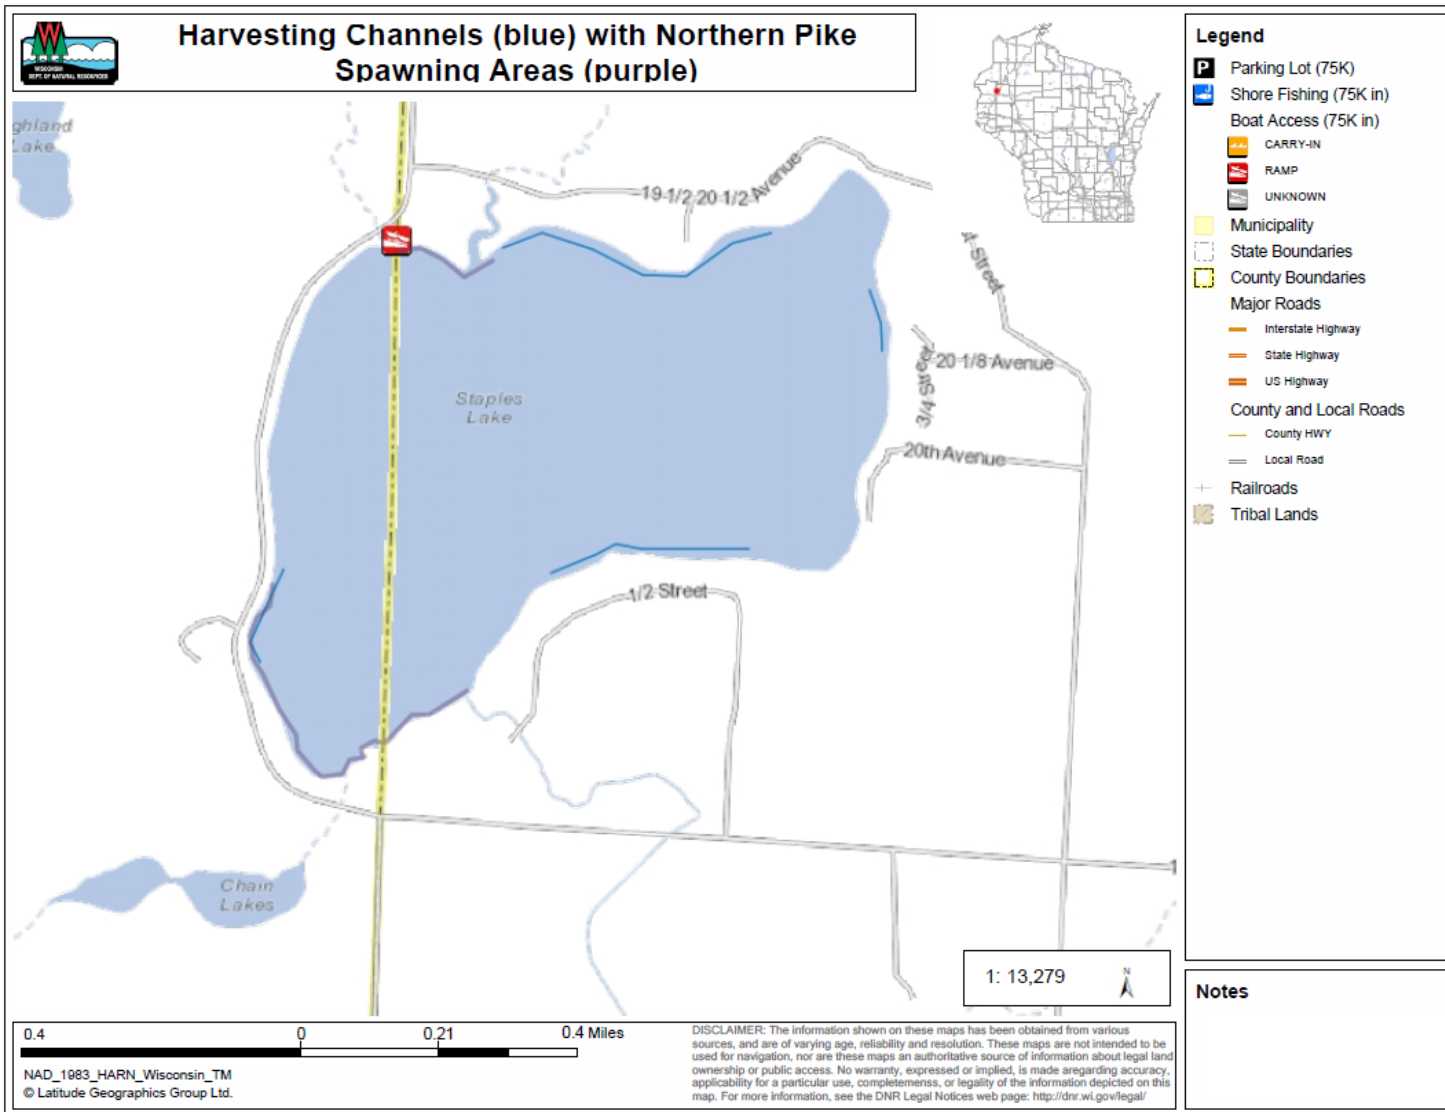 Harvesting Channels (blue) with Northern Pike
Spawning Areas (purple)
WISCONSIN
DEPT. OF NATURAL RESOURCES
ghland
Lake
19-1/2 20 1/2 Avenue
4 Street
20 1/8 Avenue
3/4 Street
20th Avenue
Staples
Lake
1/2 Street
Chain
Lakes
1
1: 13,279
N
Legend
P Parking Lot (75K)
Shore Fishing (75K in)
Boat Access (75K in)
CARRY-IN
RAMP
UNKNOWN
Municipality
State Boundaries
County Boundaries
Major Roads
Interstate Highway
State Highway
US Highway
County and Local Roads
County HWY
Local Road
Railroads
Tribal Lands
Notes
0.4 0 0.21 0.4 Miles
NAD_1983_HARN_Wisconsin_TM
© Latitude Geographics Group Ltd.
DISCLAIMER: The information shown on these maps has been obtained from various
sources, and are of varying age, reliability and resolution. These maps are not intended to be
used for navigation, nor are these maps an authoritative source of information about legal land
ownership or public access. No warranty, expressed or implied, is made aregarding accuracy,
applicability for a particular use, completemenss, or legality of the information depicted on this
map. For more information, see the DNR Legal Notices web page: http://dnr.wi.gov/legal/